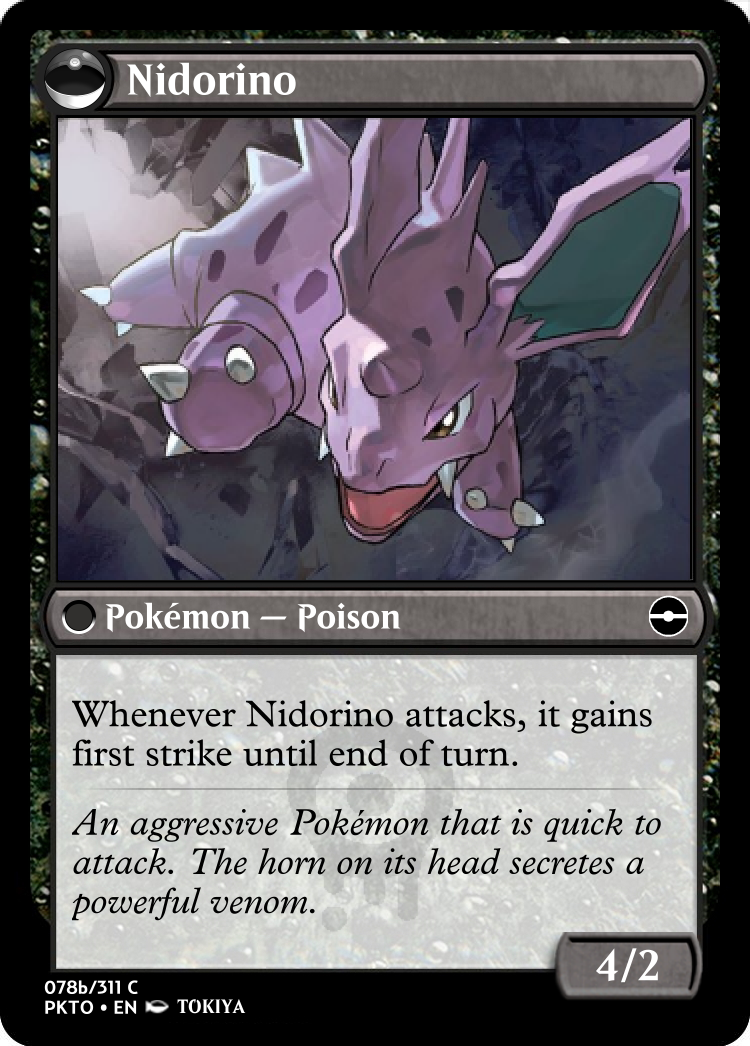 Nidorino
Pokémon — Poison
Whenever Nidorino attacks, it gains
first strike until end of turn.
An aggressive Pokémon that is quick to
attack. The horn on its head secretes a
powerful venom.
4/2
078b/311 C
PKTO • EN TOKIYA